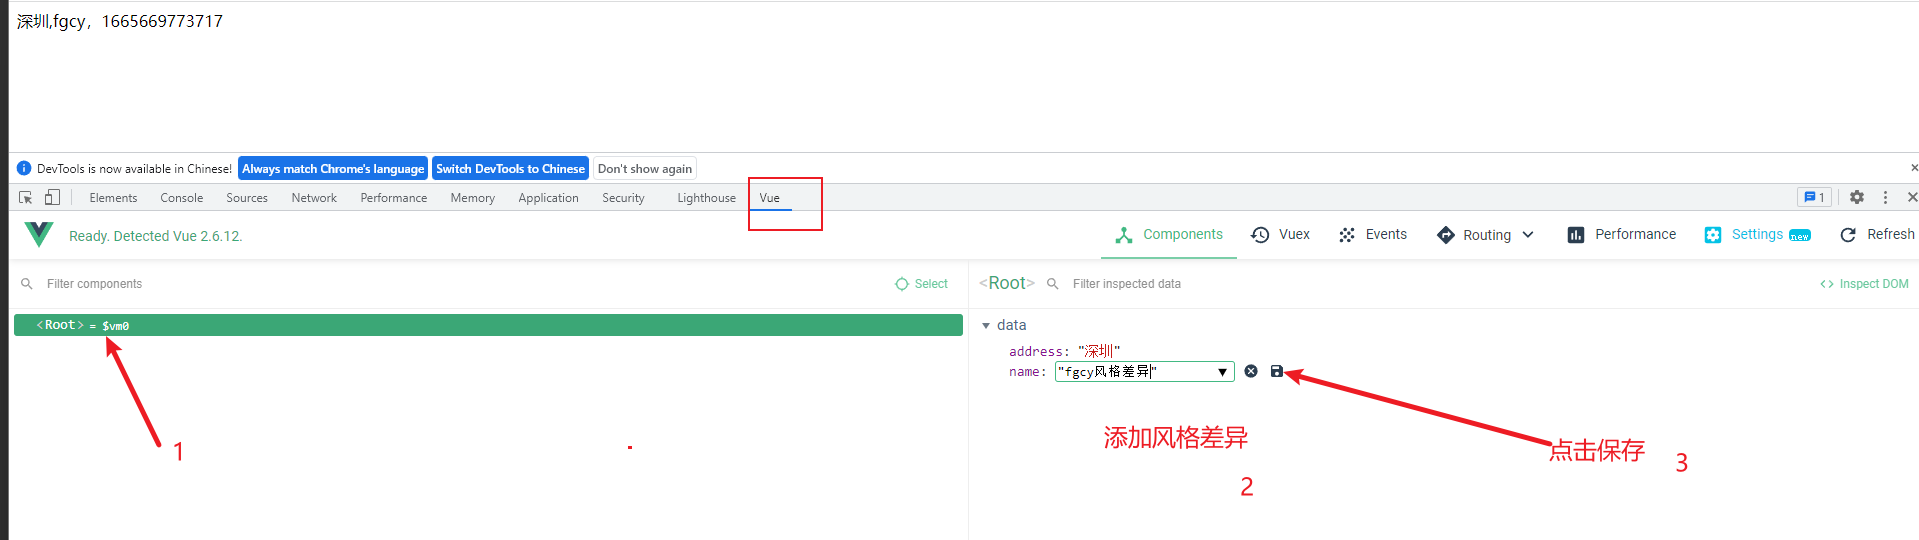 深圳,fgcy，1665669773717
DevTools is now available in Chinese! Always match Chrome's language Switch DevTools to Chinese Don't show again
Elements Console Sources Network Performance Memory Application Security Lighthouse Vue 1
Ready. Detected Vue 2.6.12. Components Vuex Events Routing Performance Settings new Refresh
Filter components Select <Root> Filter inspected data <> Inspect DOM
<Root> = $vm0
data
address: "深圳"
name: "fgcy风格差异"
添加风格差异
1
点击保存 3
2